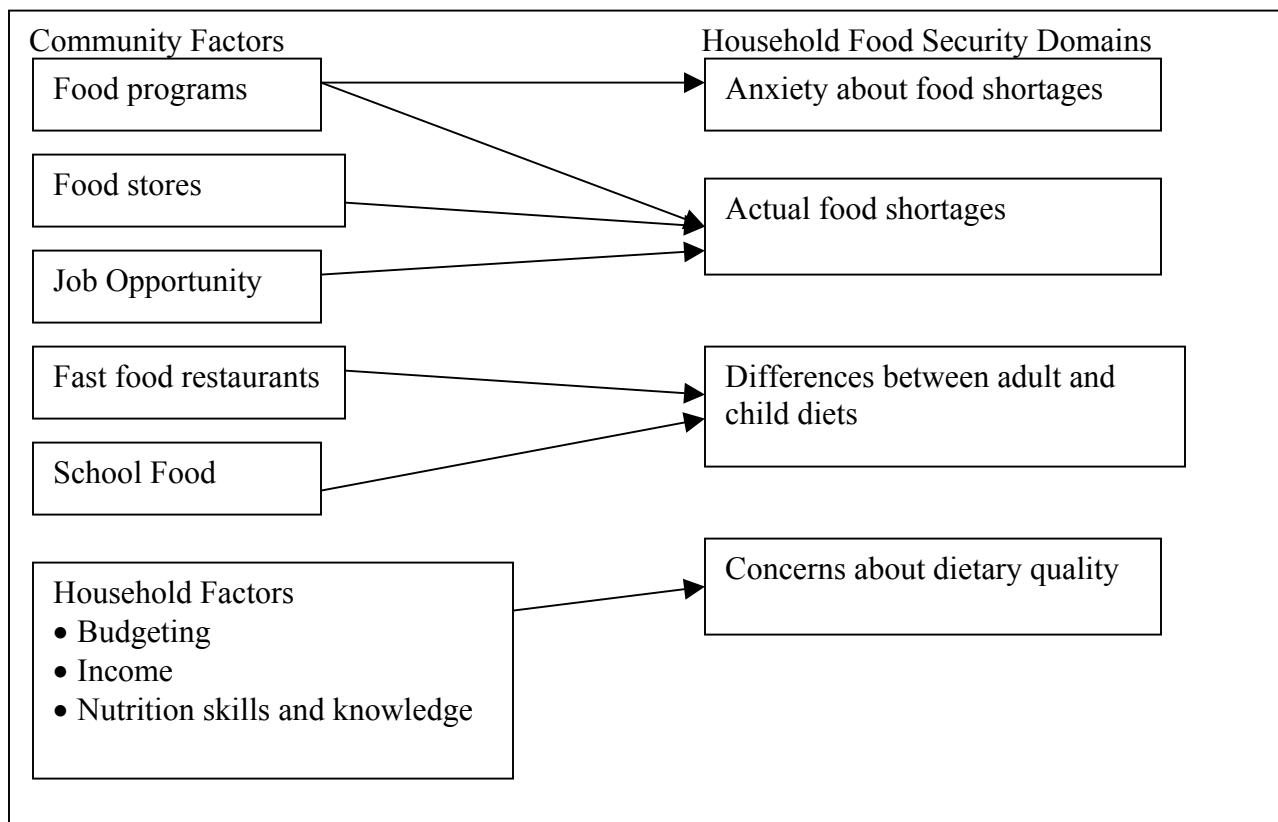 Community Factors
Food programs
Food stores
Job Opportunity
Fast food restaurants
School Food
Household Factors
• Budgeting
• Income
• Nutrition skills and knowledge
Household Food Security Domains
Anxiety about food shortages
Actual food shortages
Differences between adult and
child diets
Concerns about dietary quality